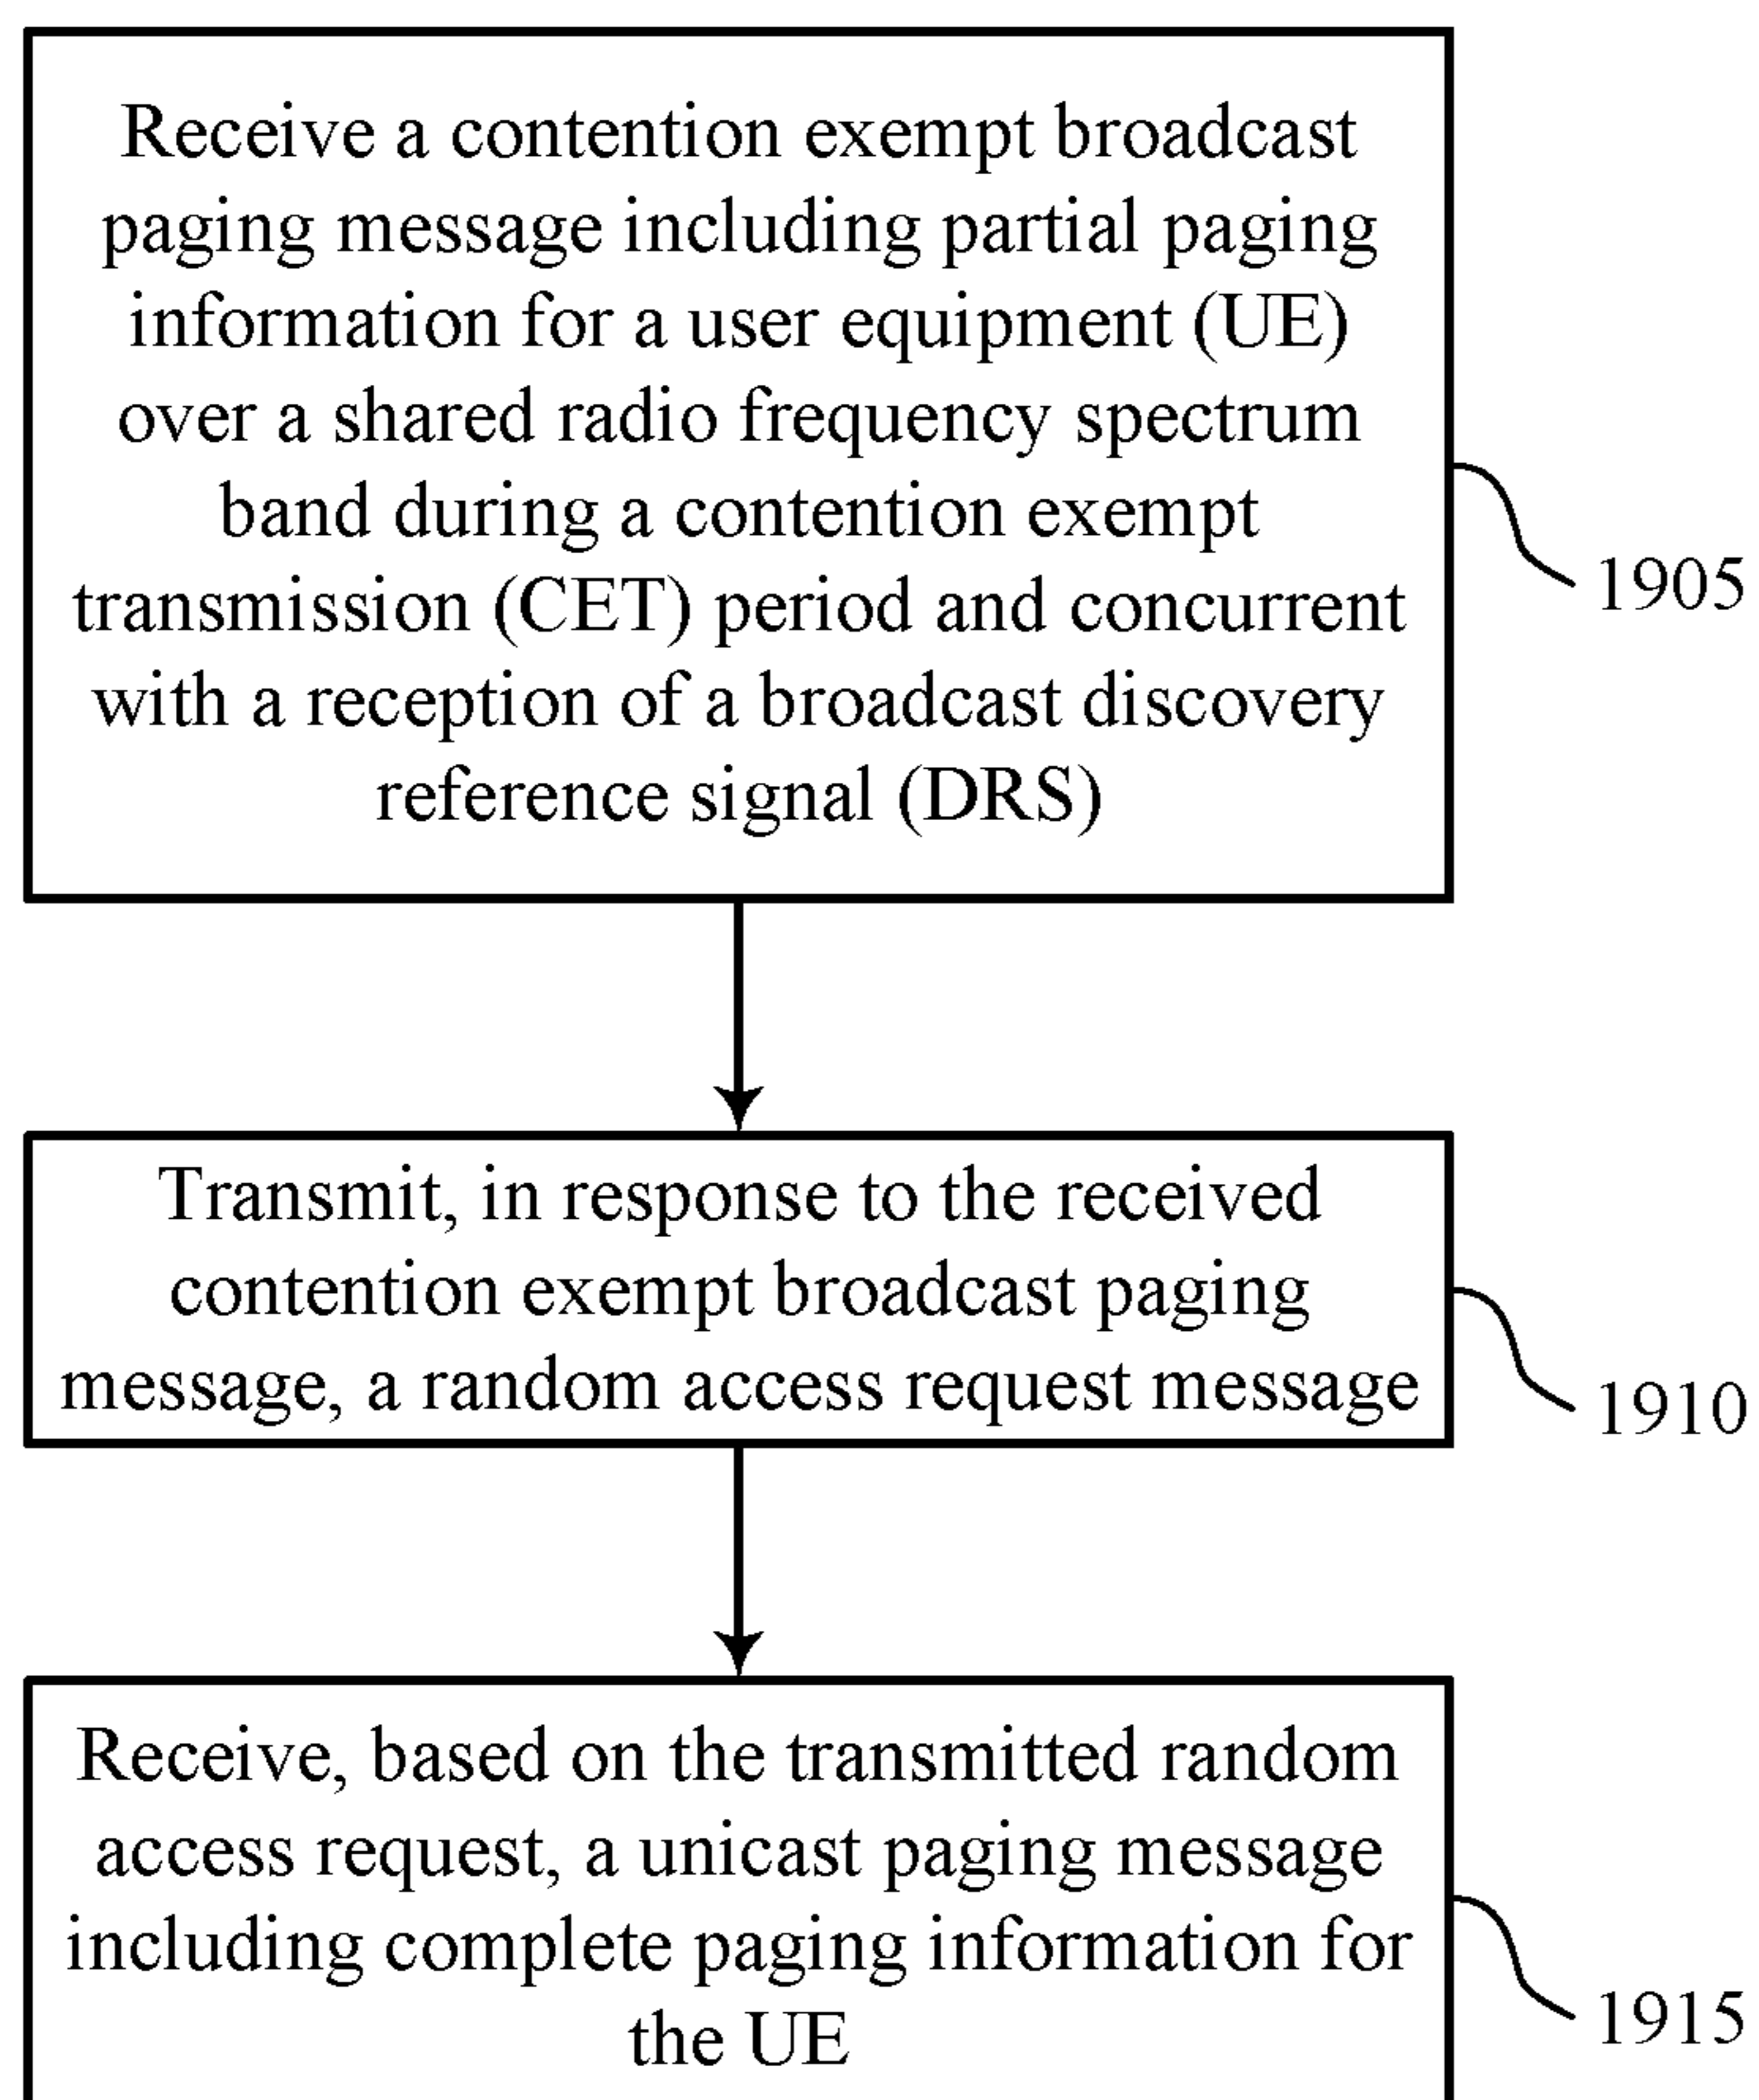 Receive a contention exempt broadcast
paging message including partial paging
information for a user equipment (UE)
over a shared radio frequency spectrum
band during a contention exempt
transmission (CET) period and concurrent
with a reception of a broadcast discovery
reference signal (DRS)
1905
Transmit, in response to the received
contention exempt broadcast paging
message, a random access request message
1910
Receive, based on the transmitted random
access request, a unicast paging message
including complete paging information for
the UE
1915